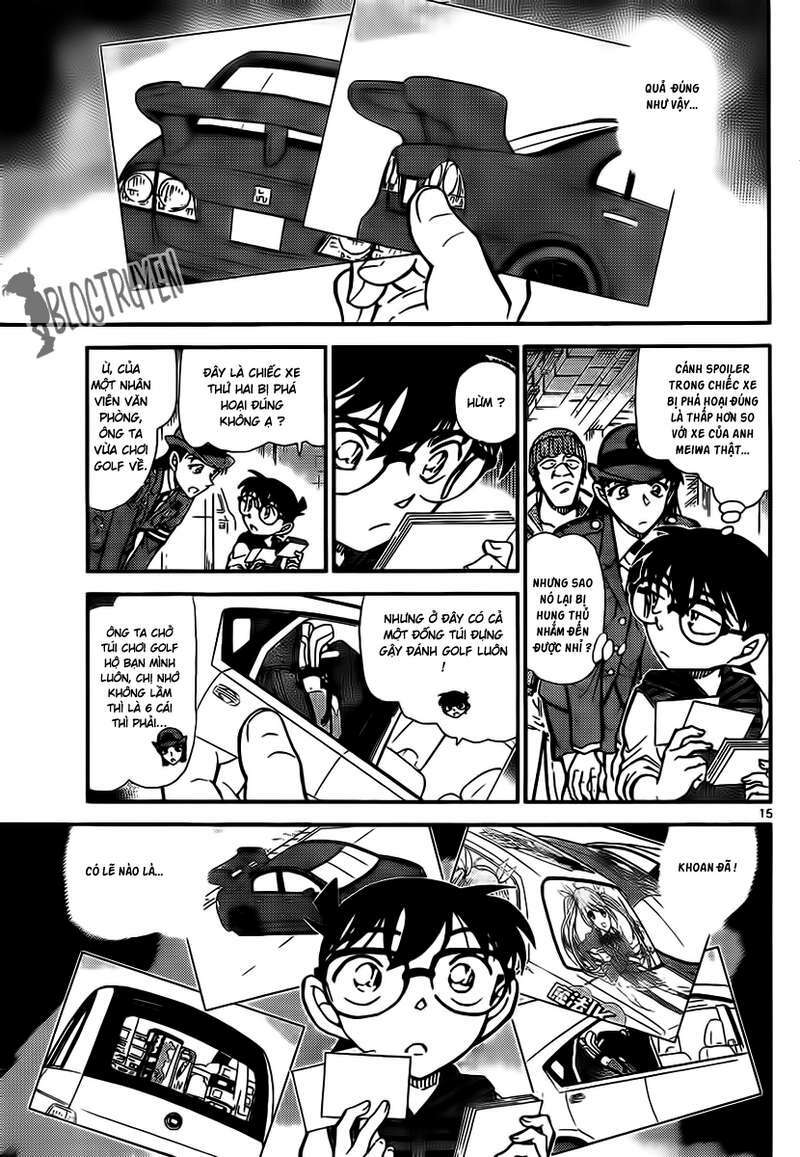 QUẢ ĐÚNG
NHƯ VẬY...
BLOGTRUYEN
CÁNH SPOILER
TRONG CHIẾC XE
BỊ PHÁ HOẠI ĐÚNG
LÀ THẤP HƠN SO
VỚI XE CỦA ANH
MEIWA THẬT...
NHƯNG SAO
NÓ LẠI BỊ
HUNG THỦ
NHẮM ĐẾN
ĐƯỢC NHỈ ?
HỪM ?
ĐÂY LÀ CHIẾC XE
THỨ HAI BỊ PHÁ
HOẠI ĐÚNG
KHÔNG Ạ ?
Ừ, CỦA
MỘT NHÂN
VIÊN VĂN
PHÒNG,
ÔNG TA
VỪA CHƠI
GOLF VỀ.
NHƯNG Ở ĐÂY CÓ CẢ
MỘT ĐỐNG TÚI ĐỰNG
GẬY ĐÁNH GOLF LUÔN
!
ÔNG TA CHỞ
TÚI CHƠI GOLF
HỘ BẠN MÌNH
LUÔN, CHỊ NHỚ
KHÔNG LẦM
THÌ LÀ 6 CÁI
THÌ PHẢI...
15
KHOAN ĐÃ !
CÓ LẼ NÀO LÀ...